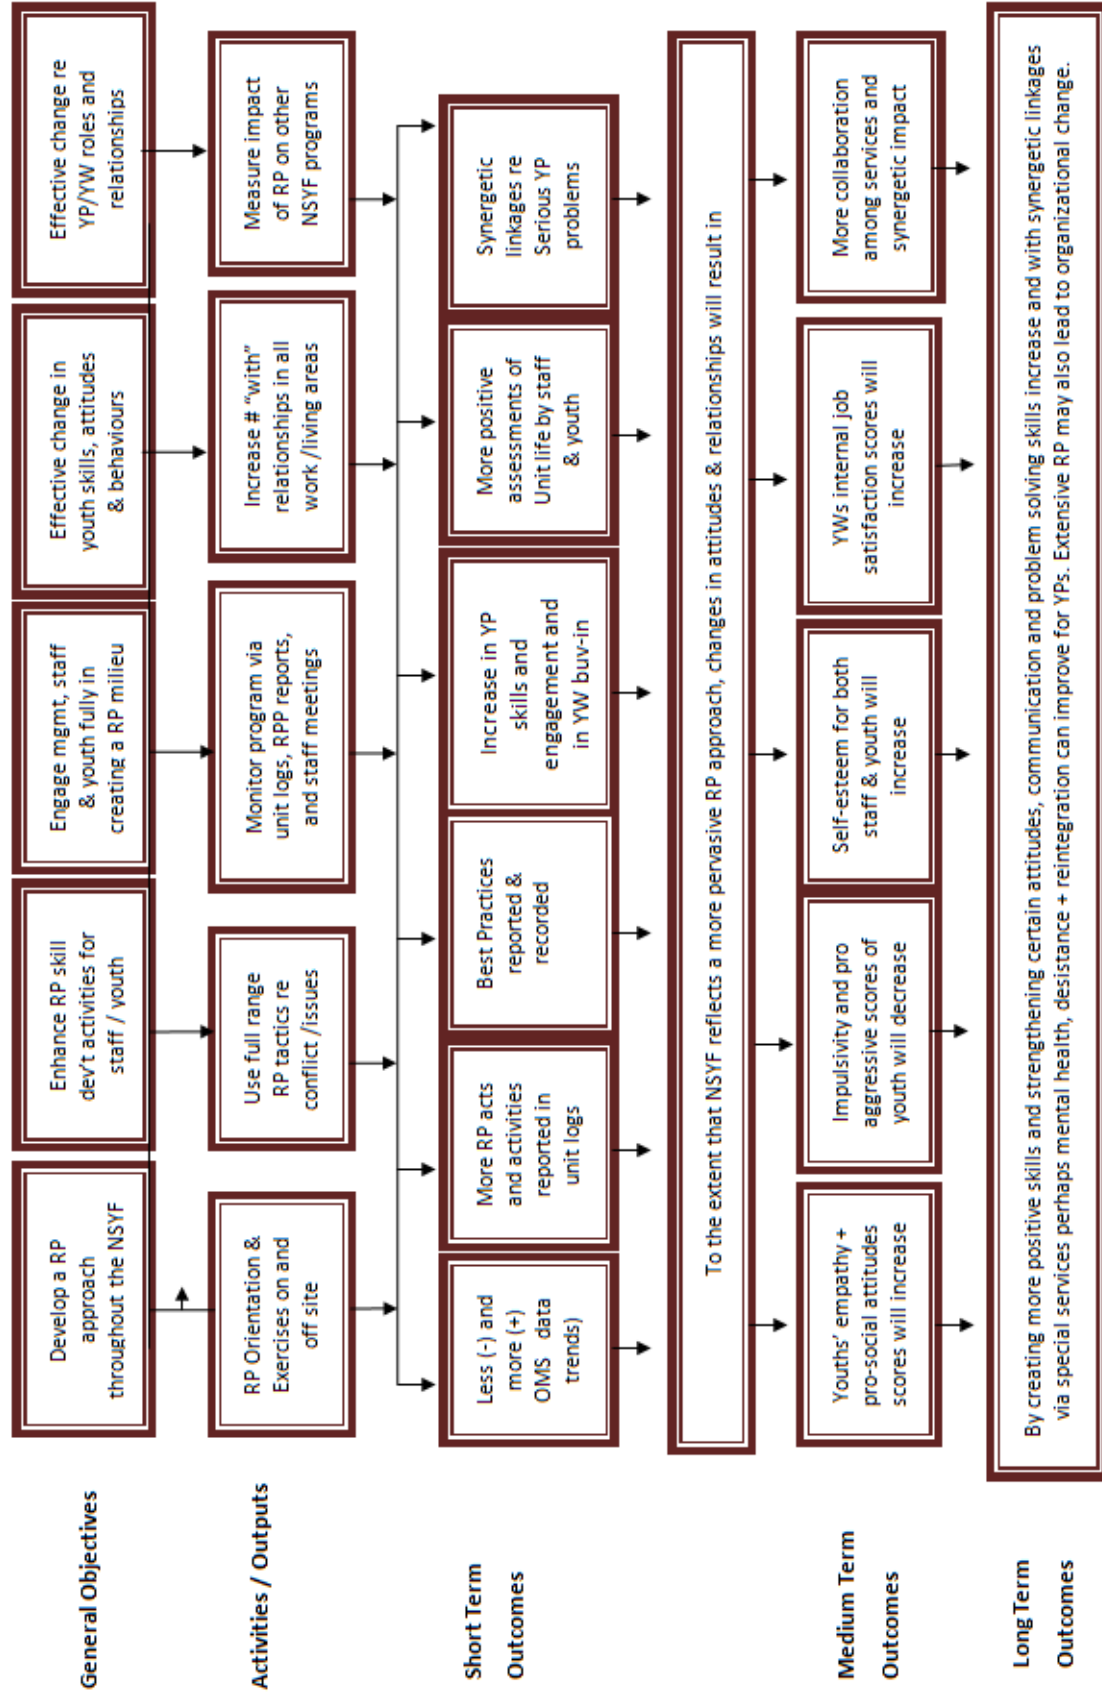 General Objectives
Develop a RP
approach
throughout the NSYF
Enhance RP skill
dev't activities for
staff / youth
Engage mgmt, staff
& youth fully in
creating a RP milieu
Effective change in
youth skills, attitudes
& behaviours
Effective change re
YP/YW roles and
relationships
Activities / Outputs
RP Orientation &
Exercises on and
off site
Use full range
RP tactics re
conflict /issues
Monitor program via
unit logs, RPP reports,
and staff meetings
Increase # "with"
relationships in all
work /living areas
Measure impact
of RP on other
NSYF programs
Short Term
Outcomes
Less (-) and
more (+)
OMS data
trends)
More RP acts
and activities
reported in
unit logs
Best Practices
reported &
recorded
Increase in YP
skills and
engagement and
in YW buv-in
More positive
assessments of
Unit life by staff
& youth
Synergetic
linkages re
Serious YP
problems
To the extent that NSYF reflects a more pervasive RP approach, changes in attitudes & relationships will result in
Medium Term
Outcomes
Youths' empathy +
pro-social attitudes
scores will increase
Impulsivity and pro
aggressive scores of
youth will decrease
Self-esteem for both
staff & youth will
increase
YWs internal job
satisfaction scores will
increase
More collaboration
among services and
synergetic impact
Long Term
Outcomes
By creating more positive skills and strengthening certain attitudes, communication and problem solving skills increase and with synergetic linkages
via special services perhaps mental health, desistance + reintegration can improve for YPs. Extensive RP may also lead to organizational change.